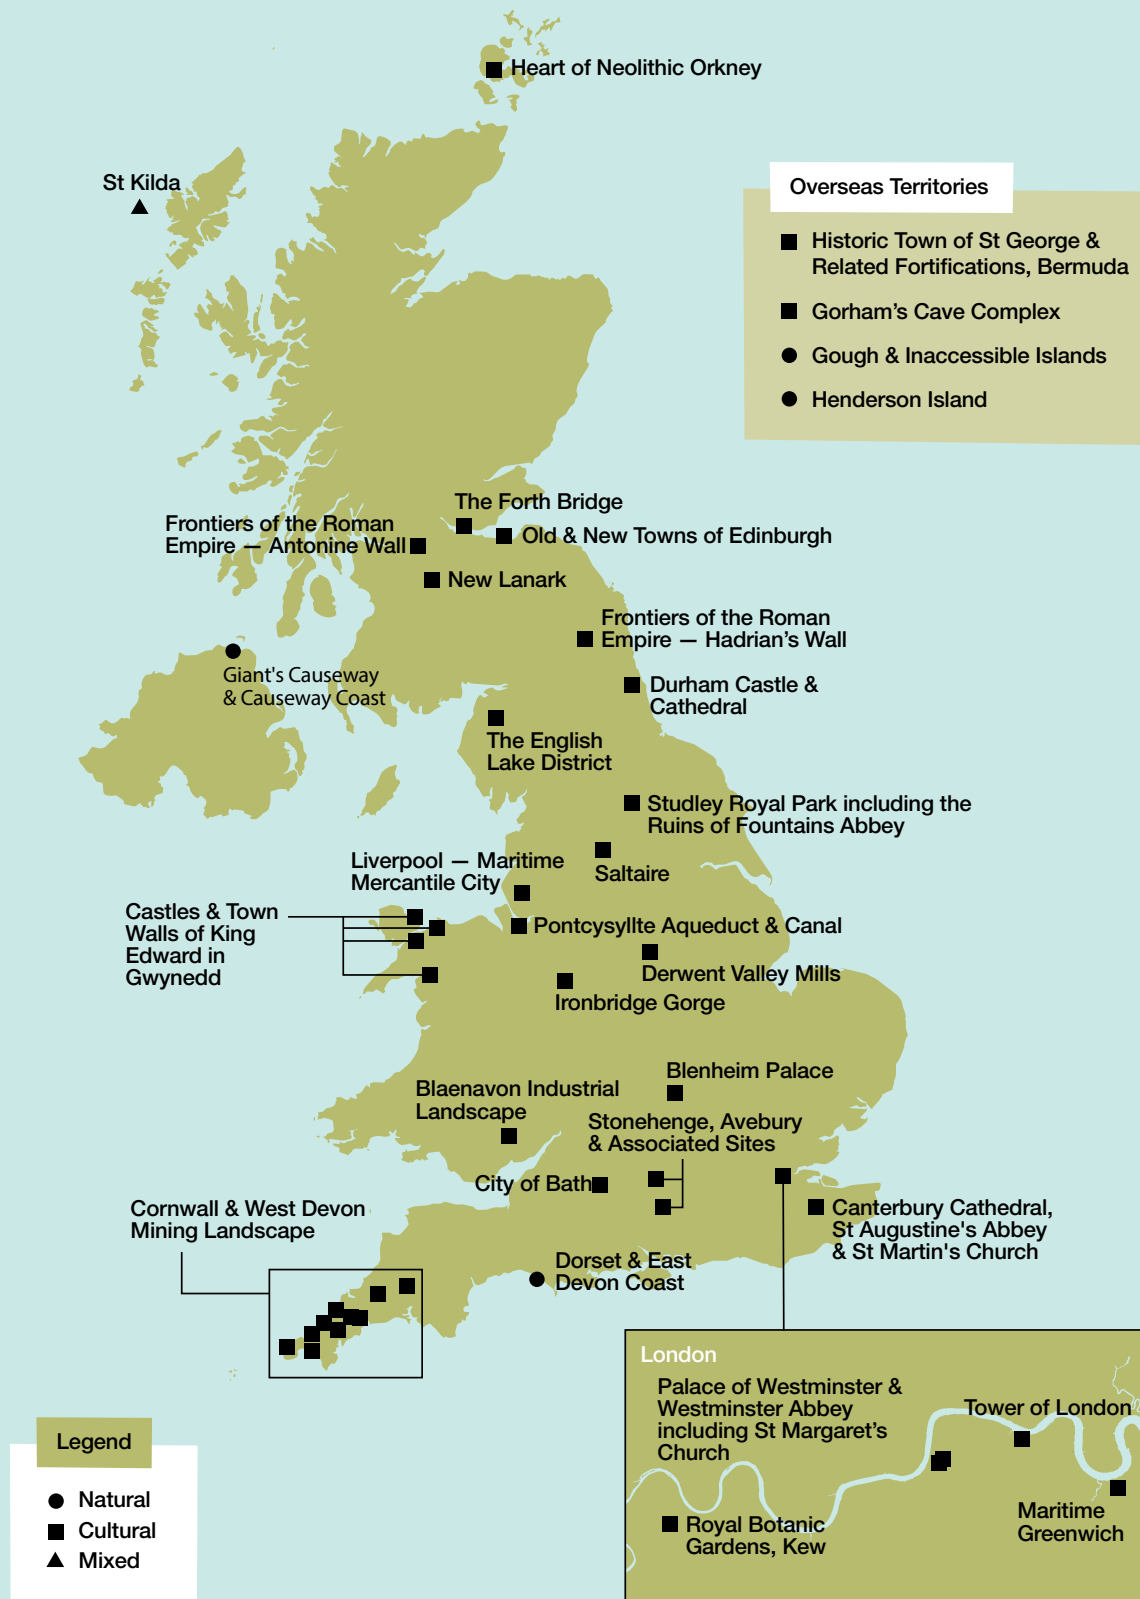 Heart of Neolithic Orkney
St Kilda
Overseas Territories
Historic Town of St George &
Related Fortifications, Bermuda
Gorham’s Cave Complex
Gough & Inaccessible Islands
Henderson Island
The Forth Bridge
Frontiers of the Roman
Empire — Antonine Wall
Old & New Towns of Edinburgh
New Lanark
Frontiers of the Roman
Empire — Hadrian’s Wall
Giant's Causeway
& Causeway Coast
Durham Castle &
Cathedral
The English
Lake District
Studley Royal Park including the
Ruins of Fountains Abbey
Saltaire
Liverpool — Maritime
Mercantile City
Castles & Town
Walls of King
Edward in
Gwynedd
Pontcysyllte Aqueduct & Canal
Derwent Valley Mills
Ironbridge Gorge
Blenheim Palace
Blaenavon Industrial
Landscape
Stonehenge, Avebury
& Associated Sites
City of Bath
Cornwall & West Devon
Mining Landscape
Canterbury Cathedral,
St Augustine's Abbey
& St Martin's Church
Dorset & East
Devon Coast
London
Palace of Westminster &
Westminster Abbey
including St Margaret’s
Church
Tower of London
Maritime
Greenwich
Royal Botanic
Gardens, Kew
Legend
Natural
Cultural
Mixed